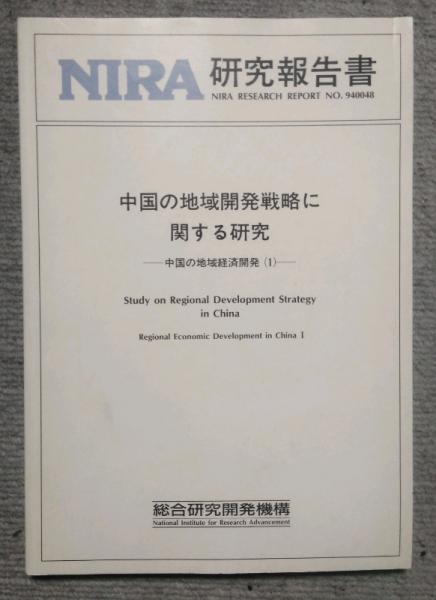 NIRA 研究報告書
NIRA RESEARCH REPORT NO. 940048
中国の地域開発戦略に
関する研究
――中国の地域経済開発(1)――
Study on Regional Development Strategy
in China
Regional Economic Development in China I
総合研究開発機構
National Institute for Research Advancement